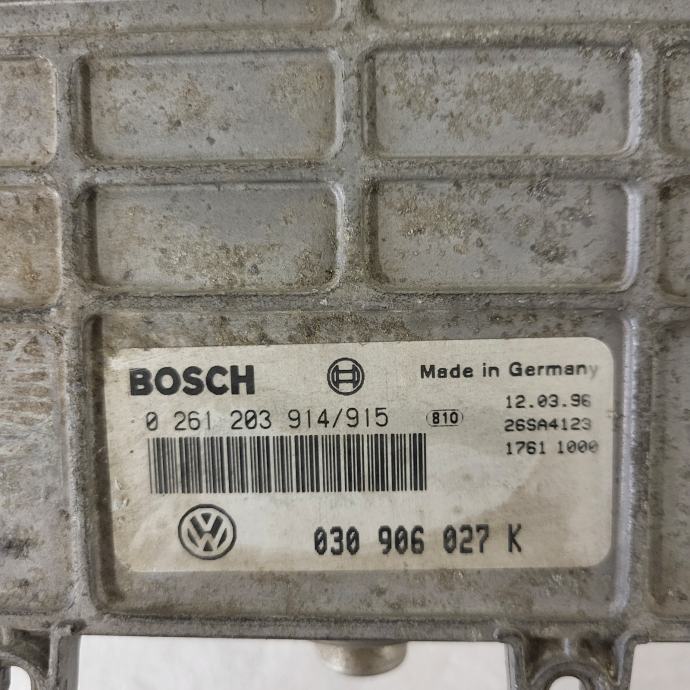 BOSCH
Made in Germany
0 261 203 914/915
810
12.03.96
26SA4123
1761 1000
VW
030 906 027 K